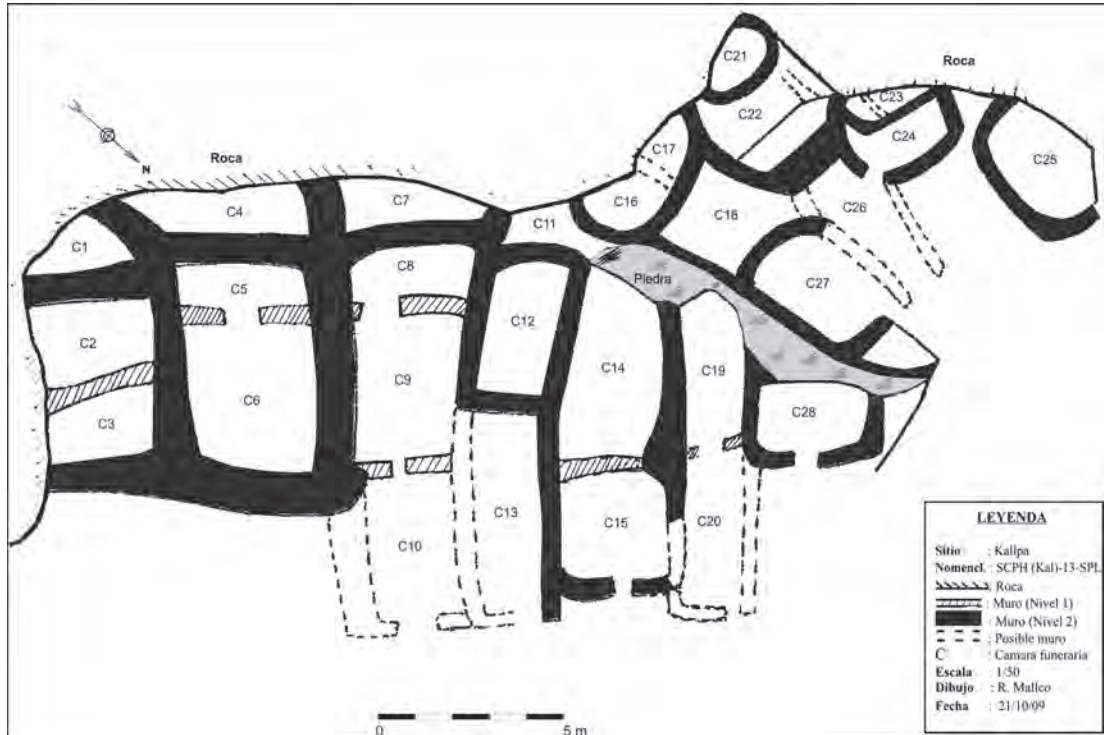 C21
Roca
C23
C22
C24
C17
C25
N
Roca
C4
C7
C16
C18
C26
C1
C11
C8
Piedra
C27
C5
C12
C2
C14
C19
C9
C6
C28
C3
C13
C15
C20
C10
LEYENDA
Sitio : Kallpa
Nomencl. : SCPH (Kal)-13-SPL
: Roca
: Muro (Nivel 1)
: Muro (Nivel 2)
: Posible muro
C : Camara funeraria
Escala : 1/50
Dibujo : R. Mallco
Fecha : 21/10/09
0 5 m